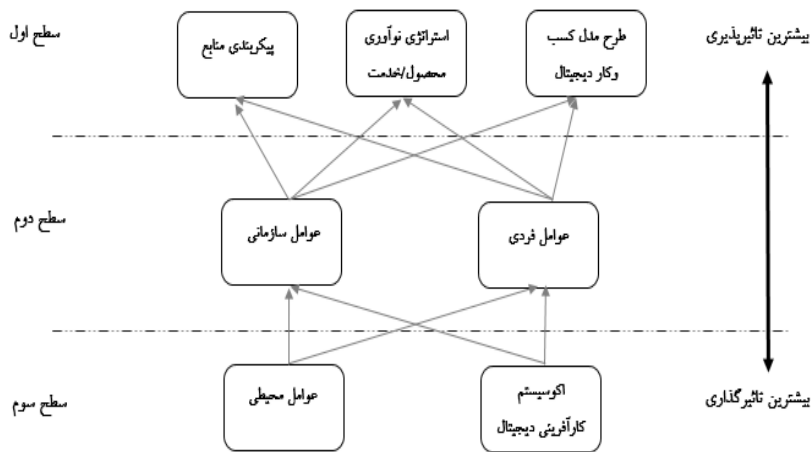 سطح اول
پیکربندی منابع
استراتژی نوآوری
محصول/خدمت
طرح مدل کسب
وکار دیجیتال
بیشترین تاثیرپذیری
سطح دوم
عوامل سازمانی
عوامل فردی
سطح سوم
عوامل محیطی
اکوسیستم
کارآفرینی دیجیتال
بیشترین تاثیرگذاری